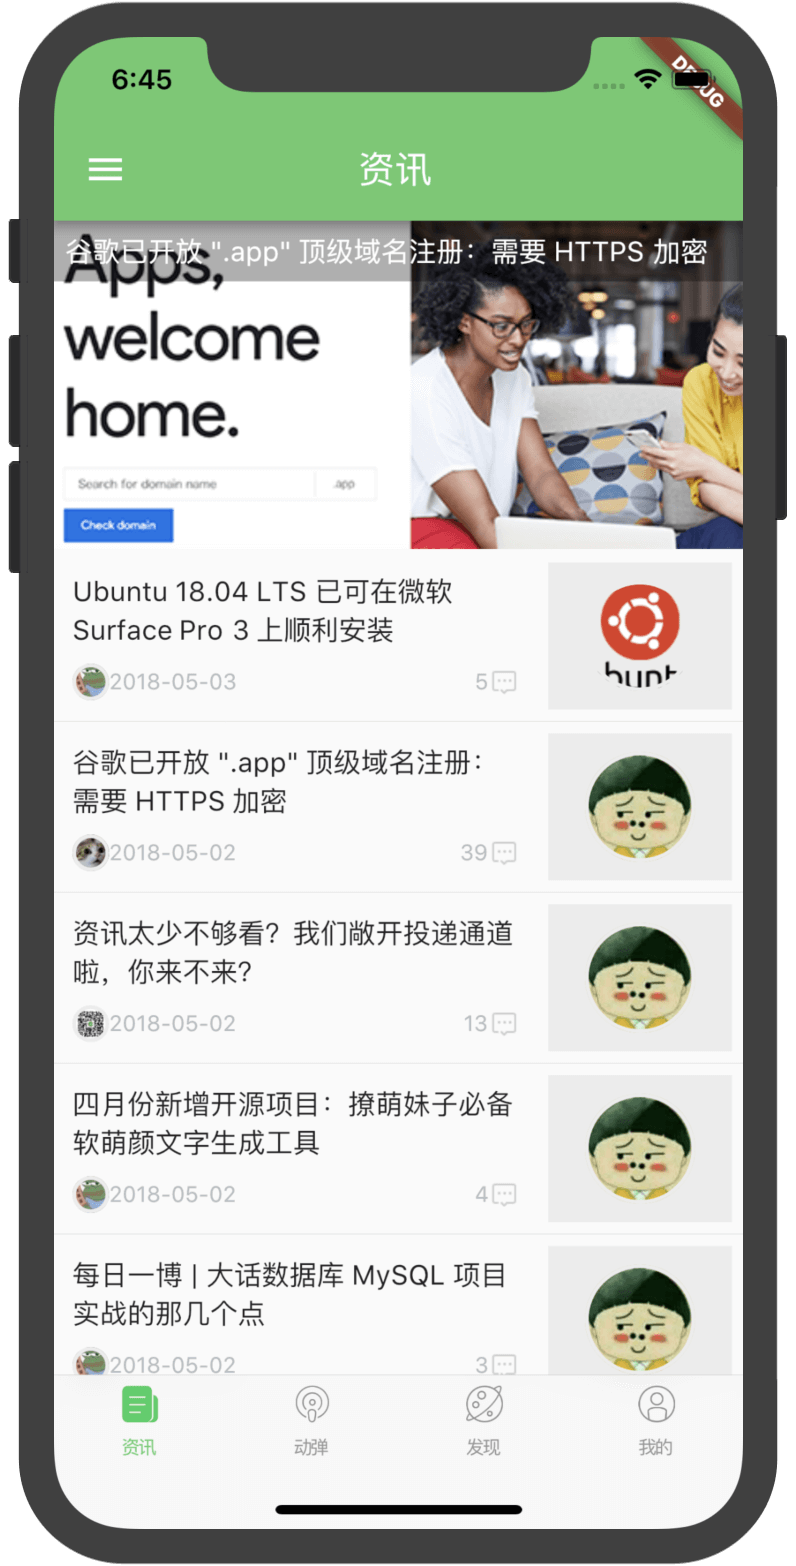 6:45
DEBUG
资讯
谷歌已开放 ".app" 顶级域名注册：需要 HTTPS 加密
Apps,
welcome
home.
Search for domain name
.app
Check domain
Ubuntu 18.04 LTS 已可在微软
Surface Pro 3 上顺利安装
2018-05-03
5
谷歌已开放 ".app" 顶级域名注册：
需要 HTTPS 加密
2018-05-02
39
资讯太少不够看？我们敞开投递通道
啦，你来不来？
2018-05-02
13
四月份新增开源项目：撩萌妹子必备
软萌颜文字生成工具
2018-05-02
4
每日一博 | 大话数据库 MySQL 项目
实战的那几个点
2018-05-02
3
资讯
动弹
发现
我的